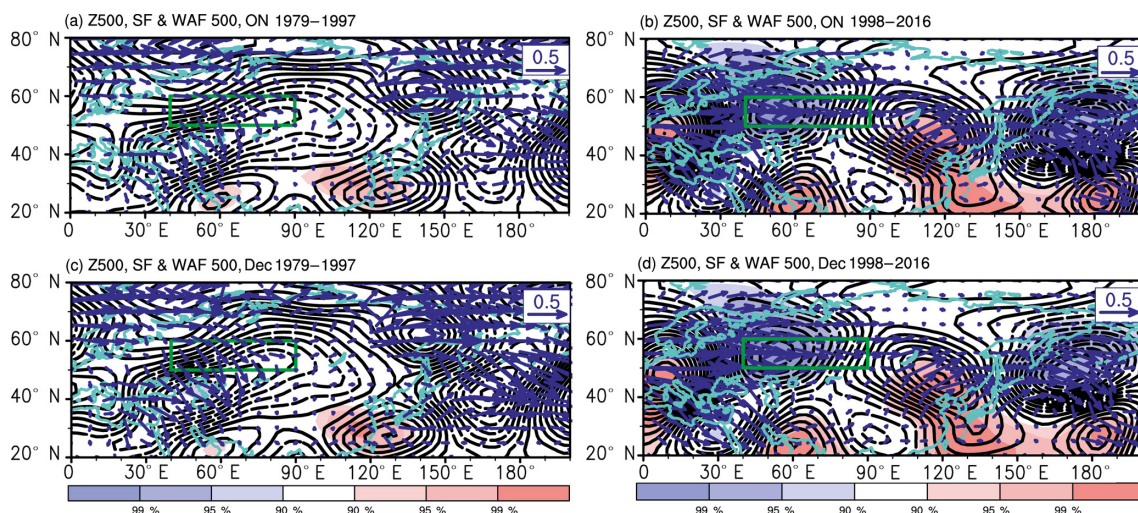 (a) Z500, SF & WAF 500, ON 1979−1997
(b) Z500, SF & WAF 500, ON 1998−2016
80° N
60° N
40° N
20° N
0.5
0 30° E 60° E 90° E 120° E 150° E 180°
80° N
60° N
40° N
20° N
0.5
0 30° E 60° E 90° E 120° E 150° E 180°
(c) Z500, SF & WAF 500, Dec 1979−1997
(d) Z500, SF & WAF 500, Dec 1998−2016
80° N
60° N
40° N
20° N
0.5
0 30° E 60° E 90° E 120° E 150° E 180°
80° N
60° N
40° N
20° N
0.5
0 30° E 60° E 90° E 120° E 150° E 180°
99 % 95 % 90 % 90 % 95 % 99 %
99 % 95 % 90 % 90 % 95 % 99 %